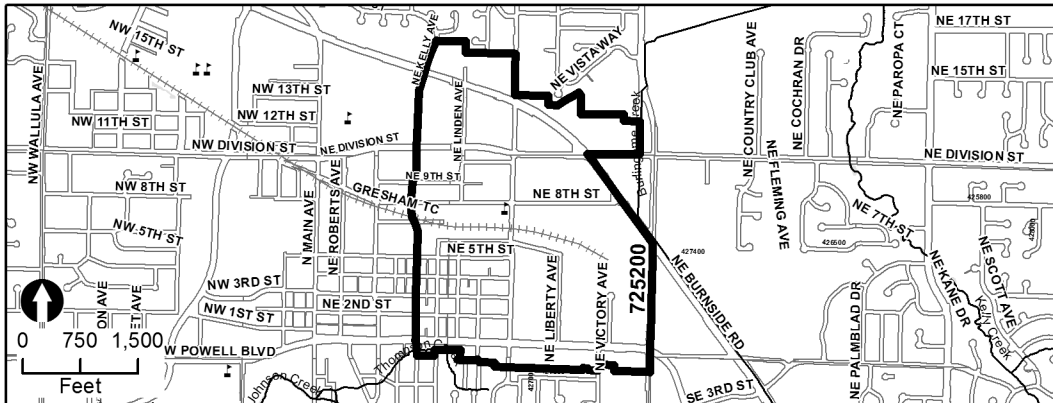 NW 15TH ST
NE KELLY AVE
NE VISTAWAY
NE COUNTRY CLUB AVE
NE COCHRAN DR
NE PAROPA CT
NE 17TH ST
NE 15TH ST
NW WALLULA AVE
NW 13TH ST
NW 12TH ST
NW 11TH ST
NE LINDEN AVE
NW DIVISION ST
NE DIVISION ST
NE DIVISION ST
NE FLEMING AVE
NW 8TH ST
NE 9TH ST
NE 8TH ST
GRESHAM TC
N MAIN AVE
NE ROBERTS AVE
NW 5TH ST
NE 5TH ST
NE 7TH ST
425800
426500
427400
NE KANE DR
NE SCOTT AVE
Kelly Creek
NW 3RD ST
NE 2ND ST
NW 1ST ST
NE LIBERTY AVE
NE VICTORY AVE
725200
NE BURNSIDE RD
NE PALMBLAD DR
W POWELL BLVD
SE 3RD ST
Johnson Creek
0 750 1,500
Feet